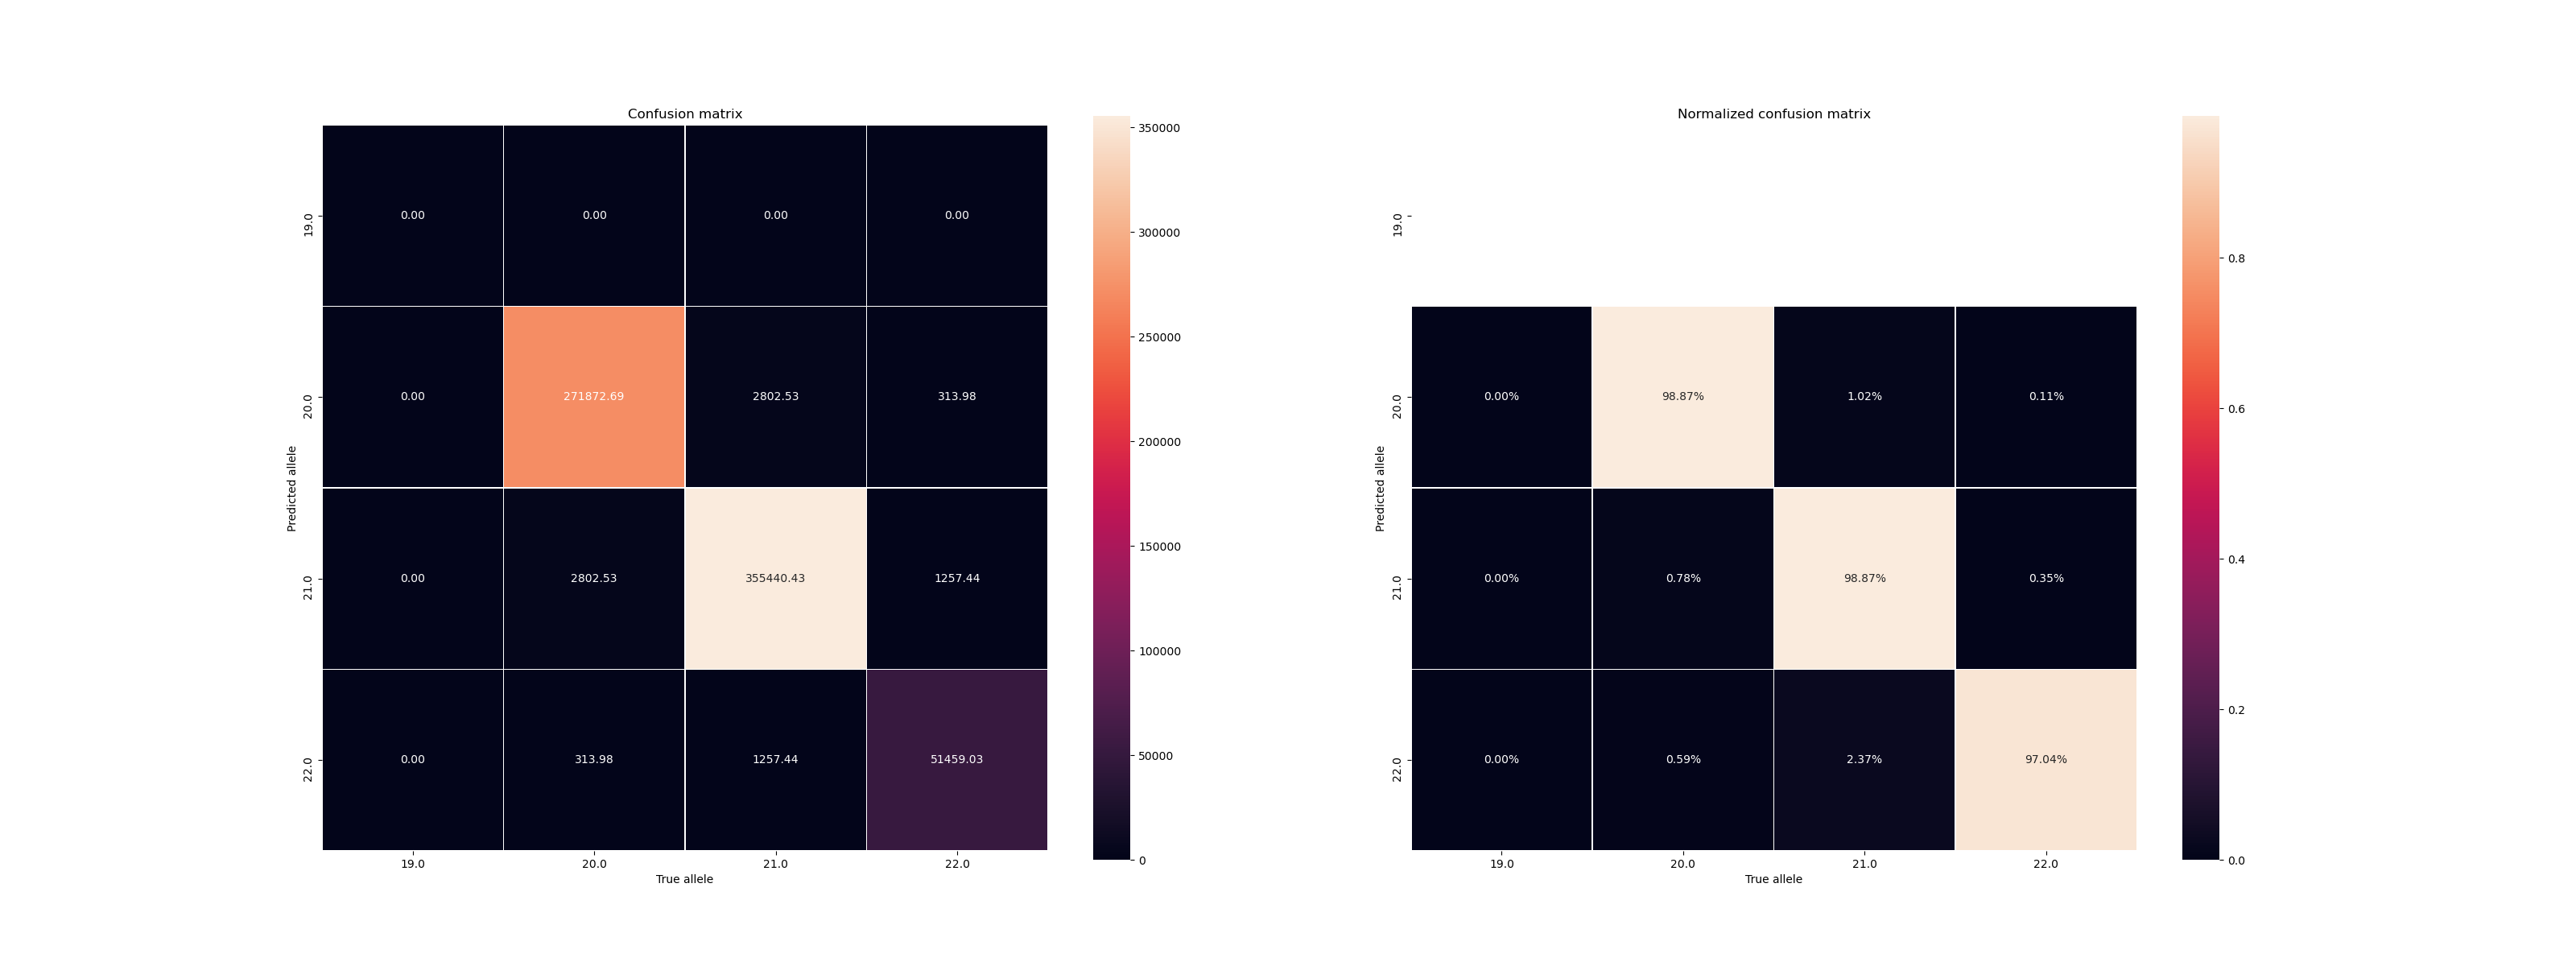 Confusion matrix
350000
300000
250000
200000
150000
100000
50000
0
Predicted allele
19.0
20.0
21.0
22.0
0.00 0.00 0.00 0.00
0.00 271872.69 2802.53 313.98
0.00 2802.53 355440.43 1257.44
0.00 313.98 1257.44 51459.03
19.0 20.0 21.0 22.0
True allele
Normalized confusion matrix
0.8
0.6
0.4
0.2
0.0
Predicted allele
19.0
20.0
21.0
22.0
0.00% 98.87% 1.02% 0.11%
0.00% 0.78% 98.87% 0.35%
0.00% 0.59% 2.37% 97.04%
19.0 20.0 21.0 22.0
True allele